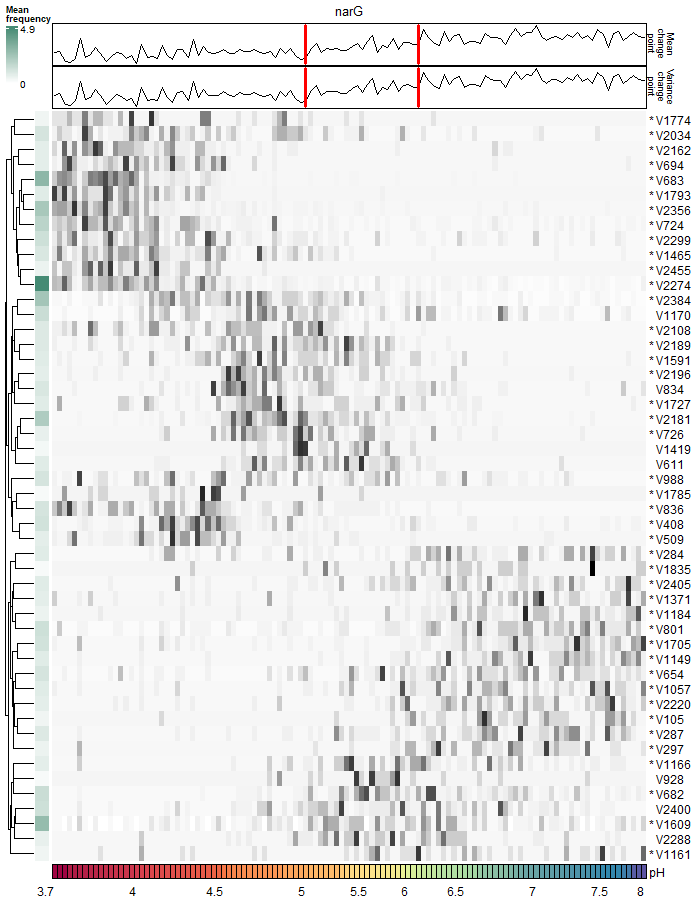 Mean
frequency
4.9
0
narG
Mean
change
point
Variance
change
point
* V1774
* V2034
* V2162
* V694
* V683
* V1793
* V2356
* V724
* V2299
* V1465
* V2455
* V2274
* V2384
V1170
* V2108
* V2189
* V1591
* V2196
V834
* V1727
* V2181
* V726
V1419
V611
* V988
* V1785
* V836
* V408
* V509
* V284
* V1835
* V2405
* V1371
* V1184
* V801
* V1705
* V1149
* V654
* V1057
* V2220
* V105
* V287
* V297
* V1166
V928
* V682
V2400
* V1609
V2288
* V1161
pH
3.7 4 4.5 5 5.5 6 6.5 7 7.5 8